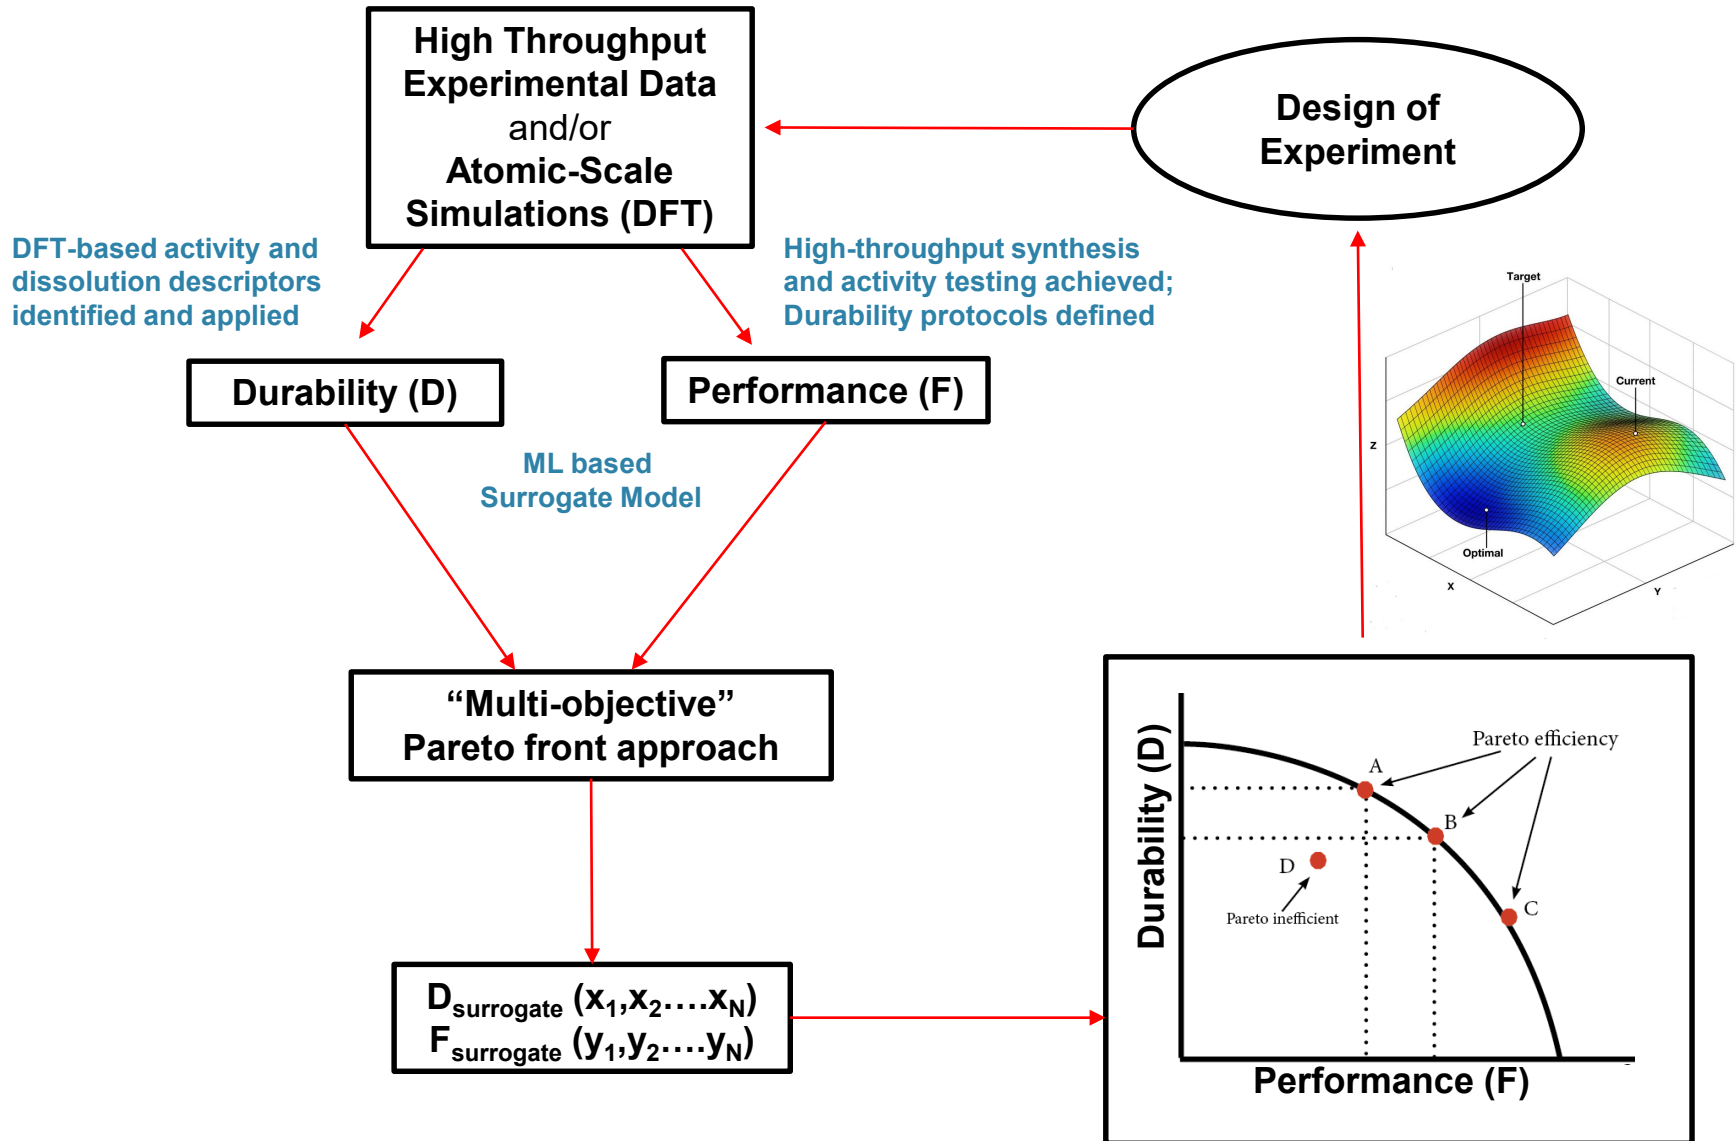 High Throughput
Experimental Data
and/or
Atomic-Scale
Simulations (DFT)
Design of
Experiment
DFT-based activity and
dissolution descriptors
identified and applied
High-throughput synthesis
and activity testing achieved;
Durability protocols defined
Durability (D)
Performance (F)
ML based
Surrogate Model
Target
Current
Optimal
Z
X
Y
“Multi-objective”
Pareto front approach
Dsurrogate (x1,x2....xN)
Fsurrogate (y1,y2....yN)
Durability (D)
Pareto efficiency
A
B
D
C
Pareto inefficient
Performance (F)